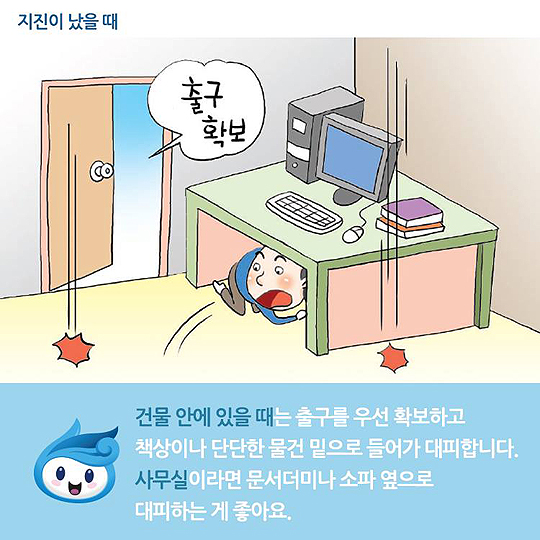 지진이 났을 때
출구
확보
건물 안에 있을 때는 출구를 우선 확보하고
책상이나 단단한 물건 밑으로 들어가 대피합니다.
사무실이라면 문서더미나 소파 옆으로
대피하는 게 좋아요.